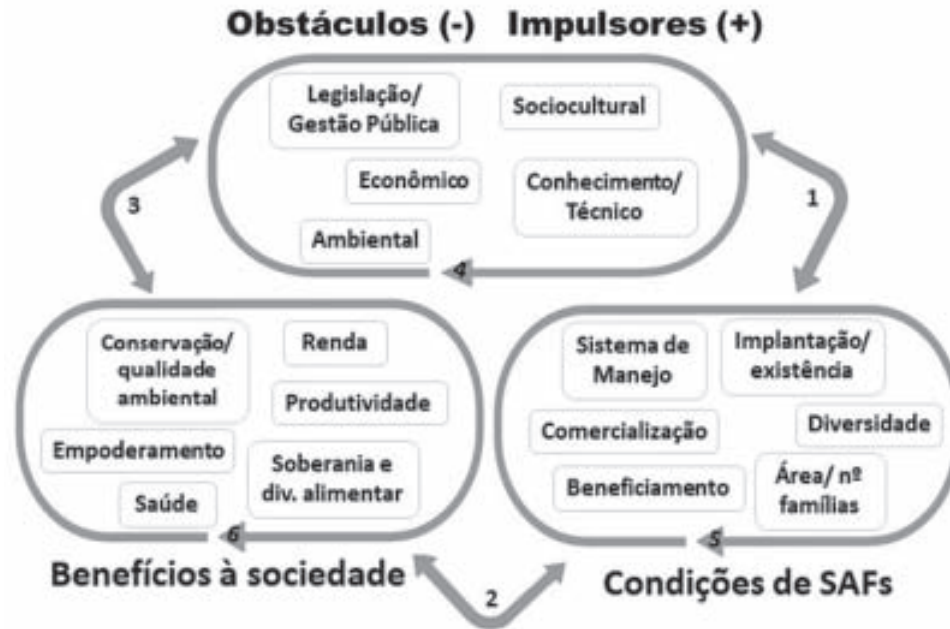 Obstáculos (-) Impulsores (+)
Legislação/
Gestão Pública
Sociocultural
Econômico
Conhecimento/
Técnico
Ambiental
3
1
4
Conservação/
qualidade
ambiental
Renda
Produtividade
Empoderamento
Soberania e
div. alimentar
Saúde
6
Sistema de
Manejo
Implantação/
existência
Comercialização
Diversidade
Beneficiamento
Área/ nº
famílias
5
Benefícios à sociedade
2
Condições de SAFs